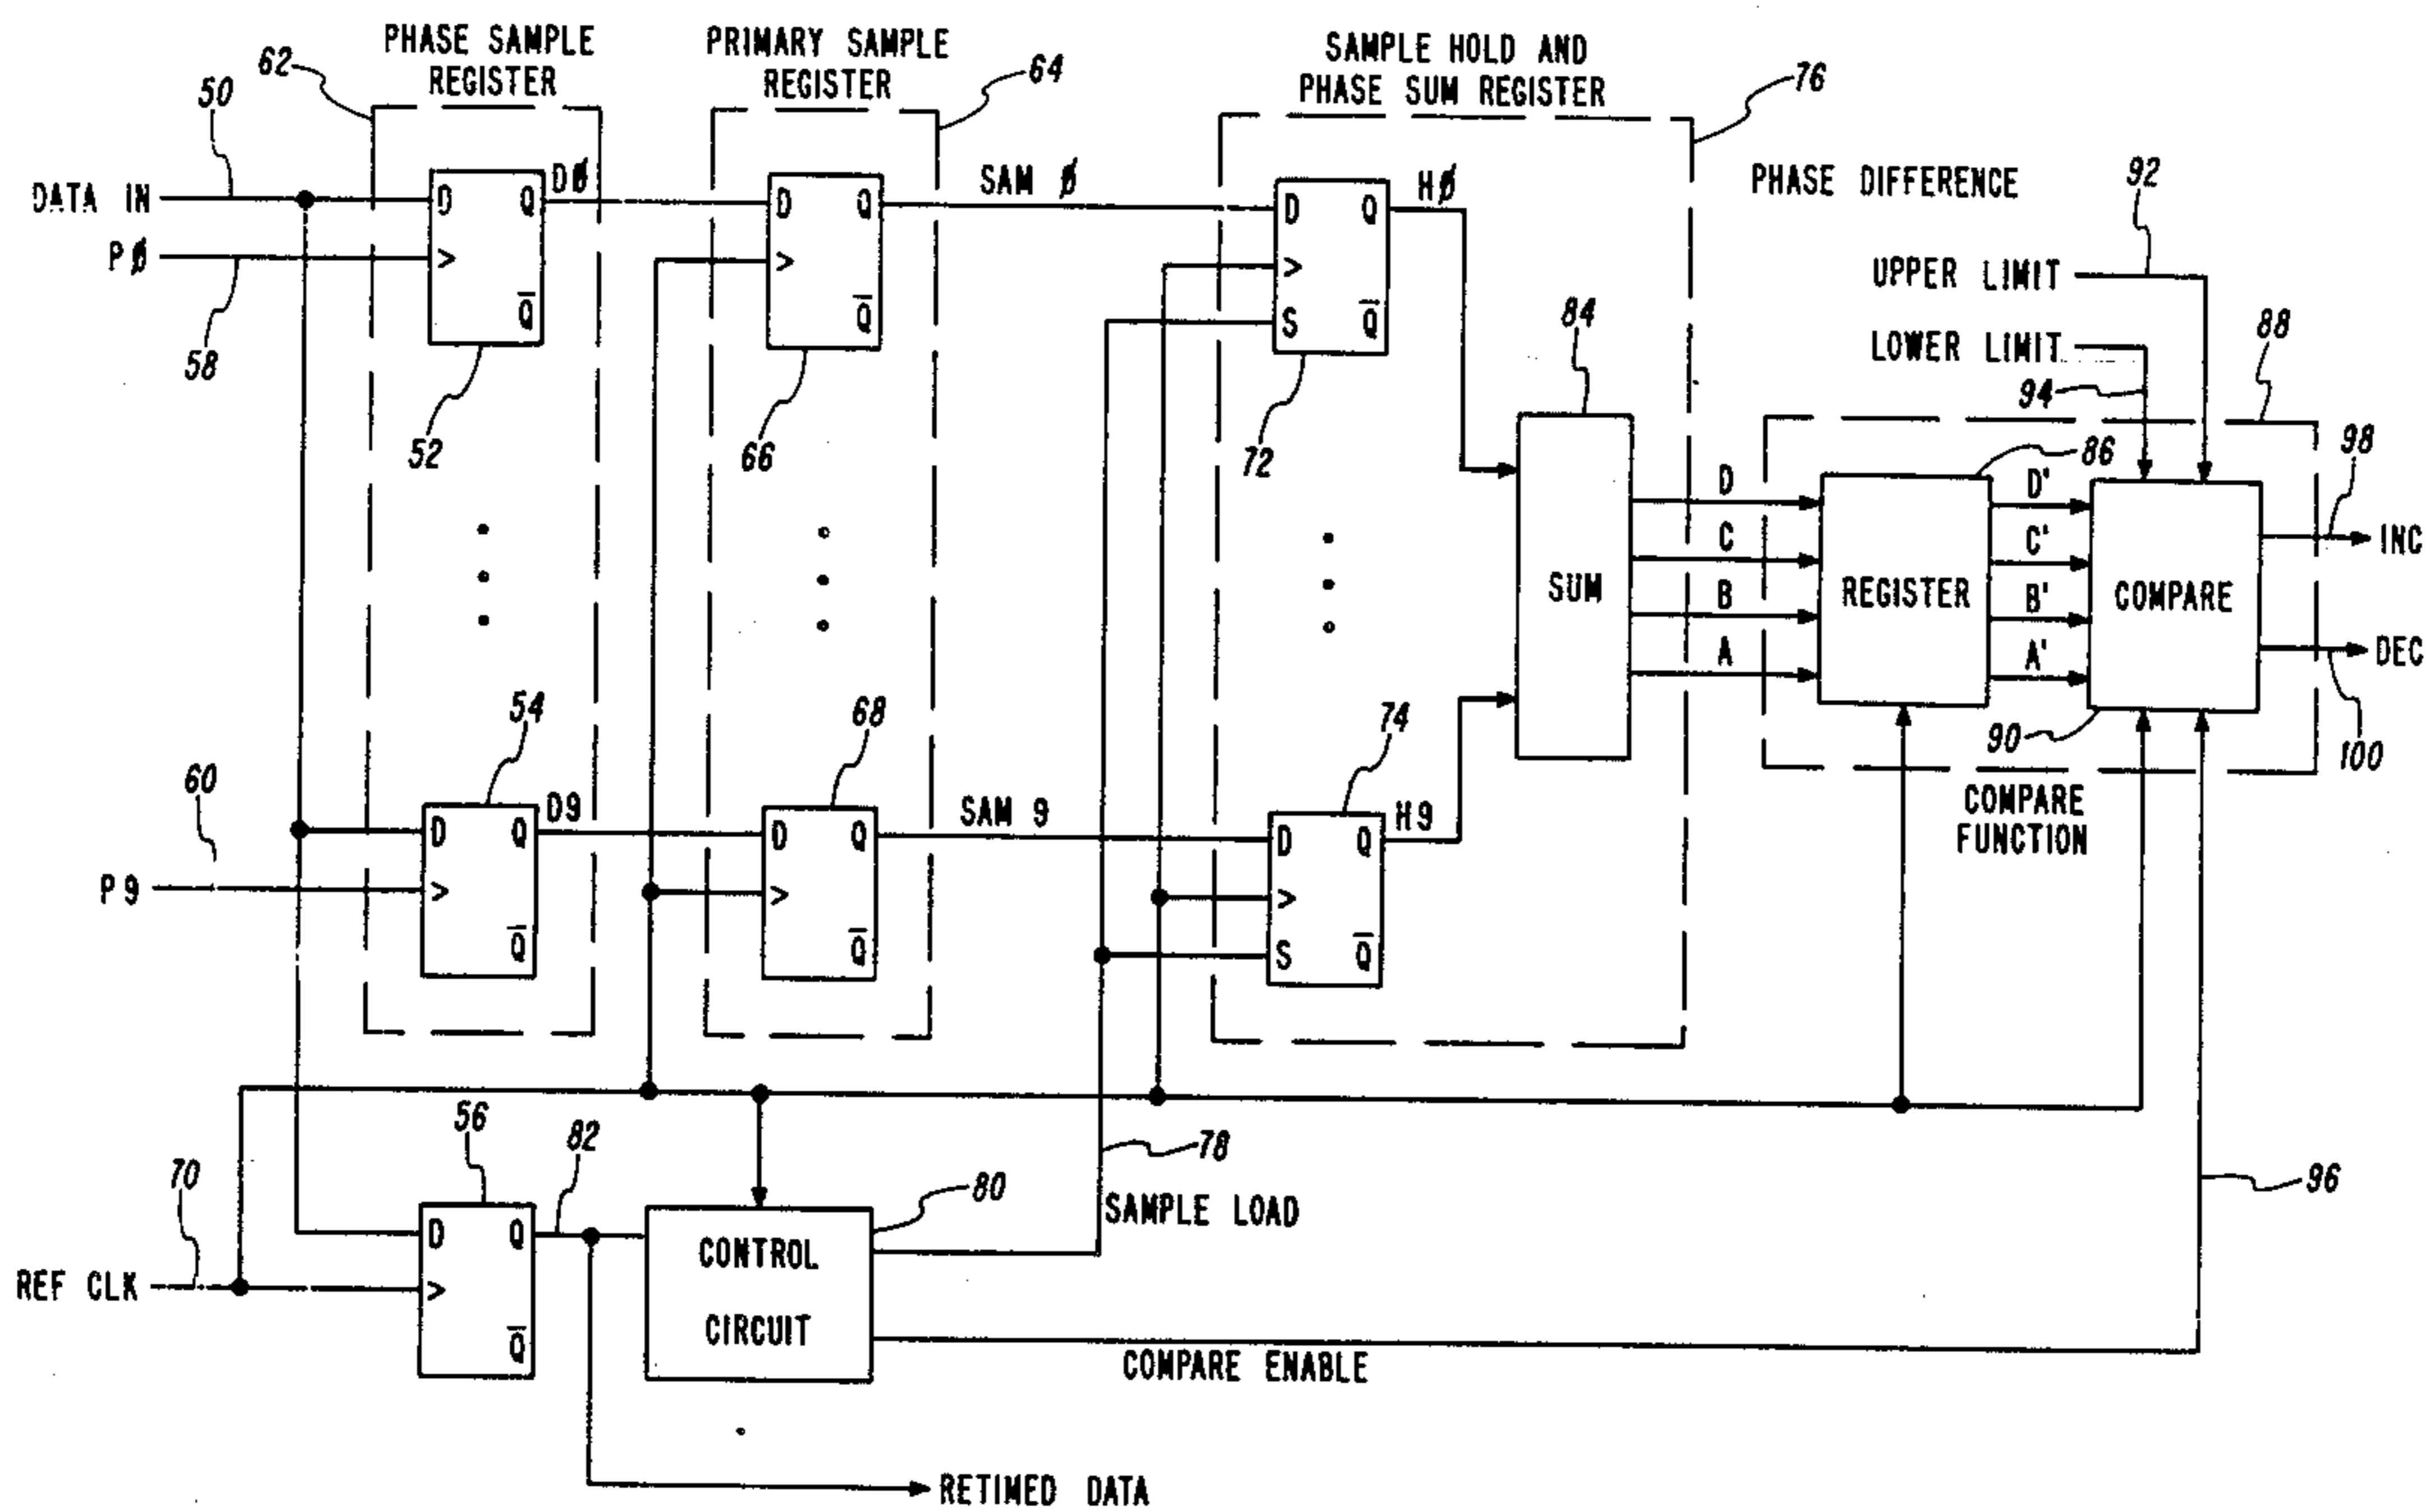 PHASE SAMPLE
REGISTER
62
PRIMARY SAMPLE
REGISTER
64
SAMPLE HOLD AND
PHASE SUM REGISTER
76
50
DATA IN
D Q
DØ
D Q
SAM Ø
D Q
HØ
PHASE DIFFERENCE
92
PØ
>
>
>
UPPER LIMIT
58
Q̅
Q̅
S Q̅
84
LOWER LIMIT
88
94
52
66
72
86
98
D
D'
INC
C
C'
SUM
REGISTER
COMPARE
B
B'
A
A'
DEC
54
68
74
90
100
60
D Q
D9
D Q
SAM 9
D Q
H9
COMPARE
FUNCTION
P9
>
>
>
Q̅
Q̅
S Q̅
56
82
78
70
80
96
SAMPLE LOAD
D Q
CONTROL
CIRCUIT
REF CLK
>
Q̅
COMPARE ENABLE
RETIMED DATA